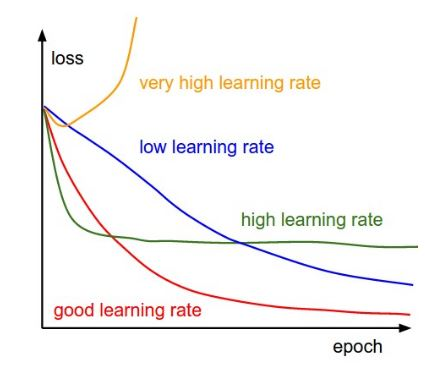 loss
very high learning rate
low learning rate
high learning rate
good learning rate
epoch